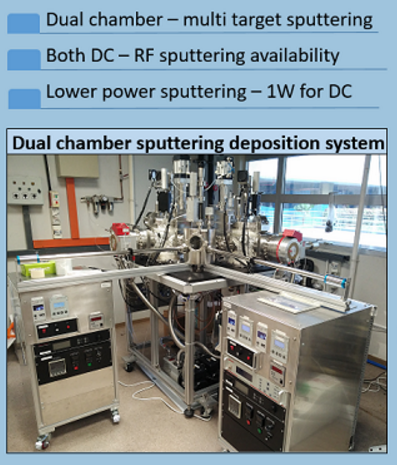 Dual chamber – multi target sputtering
Both DC – RF sputtering availability
Lower power sputtering – 1W for DC
Dual chamber sputtering deposition system